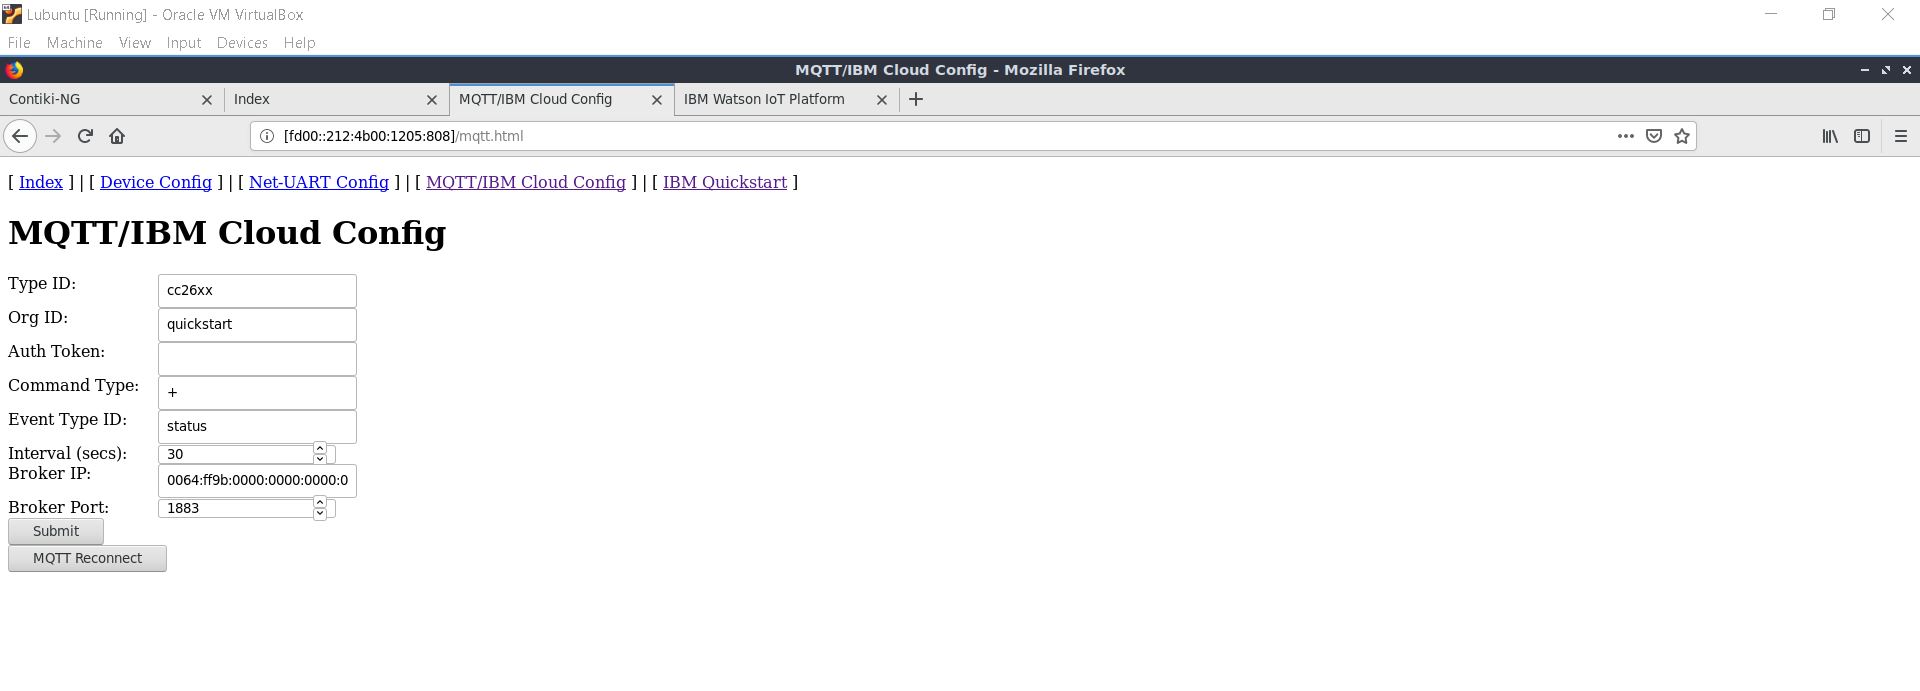 Lubuntu [Running] - Oracle VM VirtualBox
File Machine View Input Devices Help
MQTT/IBM Cloud Config - Mozilla Firefox
Contiki-NG Index MQTT/IBM Cloud Config IBM Watson IoT Platform
[fd00::212:4b00:1205:808]/mqtt.html
[ Index ] | [ Device Config ] | [ Net-UART Config ] | [ MQTT/IBM Cloud Config ] | [ IBM Quickstart ]
MQTT/IBM Cloud Config
Type ID: cc26xx
Org ID: quickstart
Auth Token:
Command Type: +
Event Type ID: status
Interval (secs): 30
Broker IP: 0064:ff9b:0000:0000:0000:0
Broker Port: 1883
Submit
MQTT Reconnect